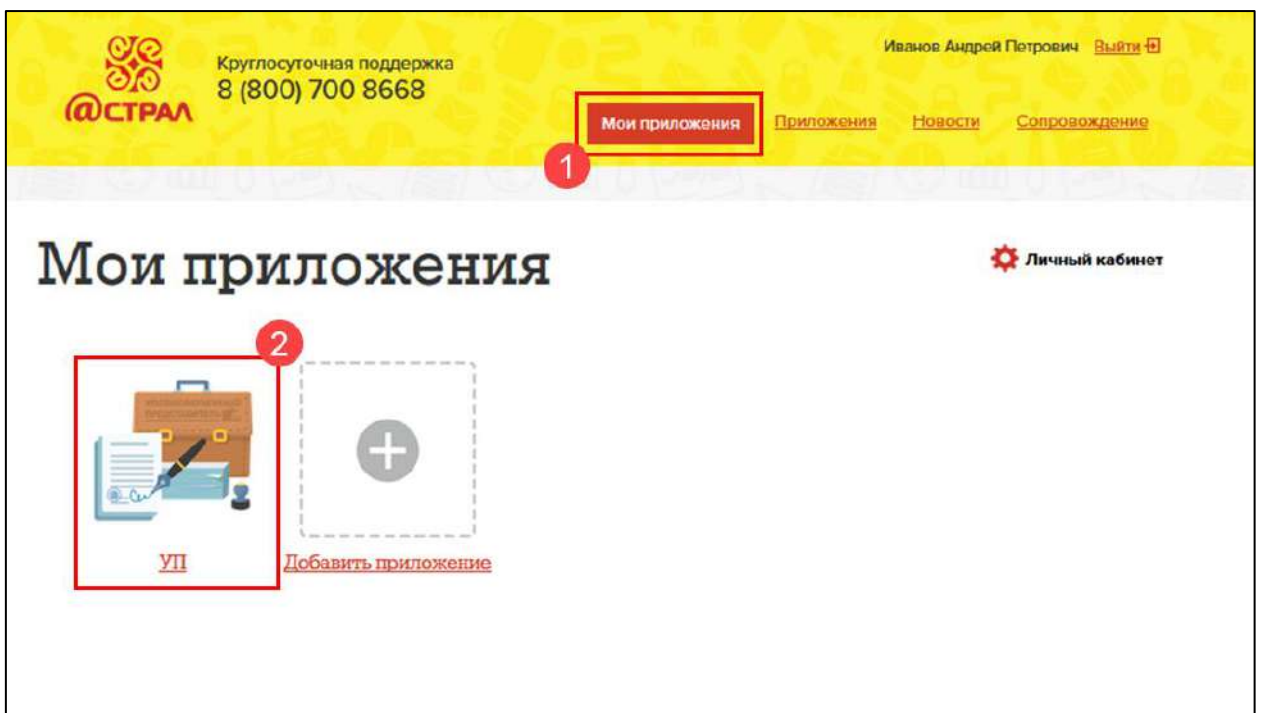 @СТРАЛ
Круглосуточная поддержка
8 (800) 700 8668
Иванов Андрей Петрович Выйти
Мои приложения Приложения Новости Сопровождение
1
Мои приложения
Личный кабинет
2
УП
Добавить приложение